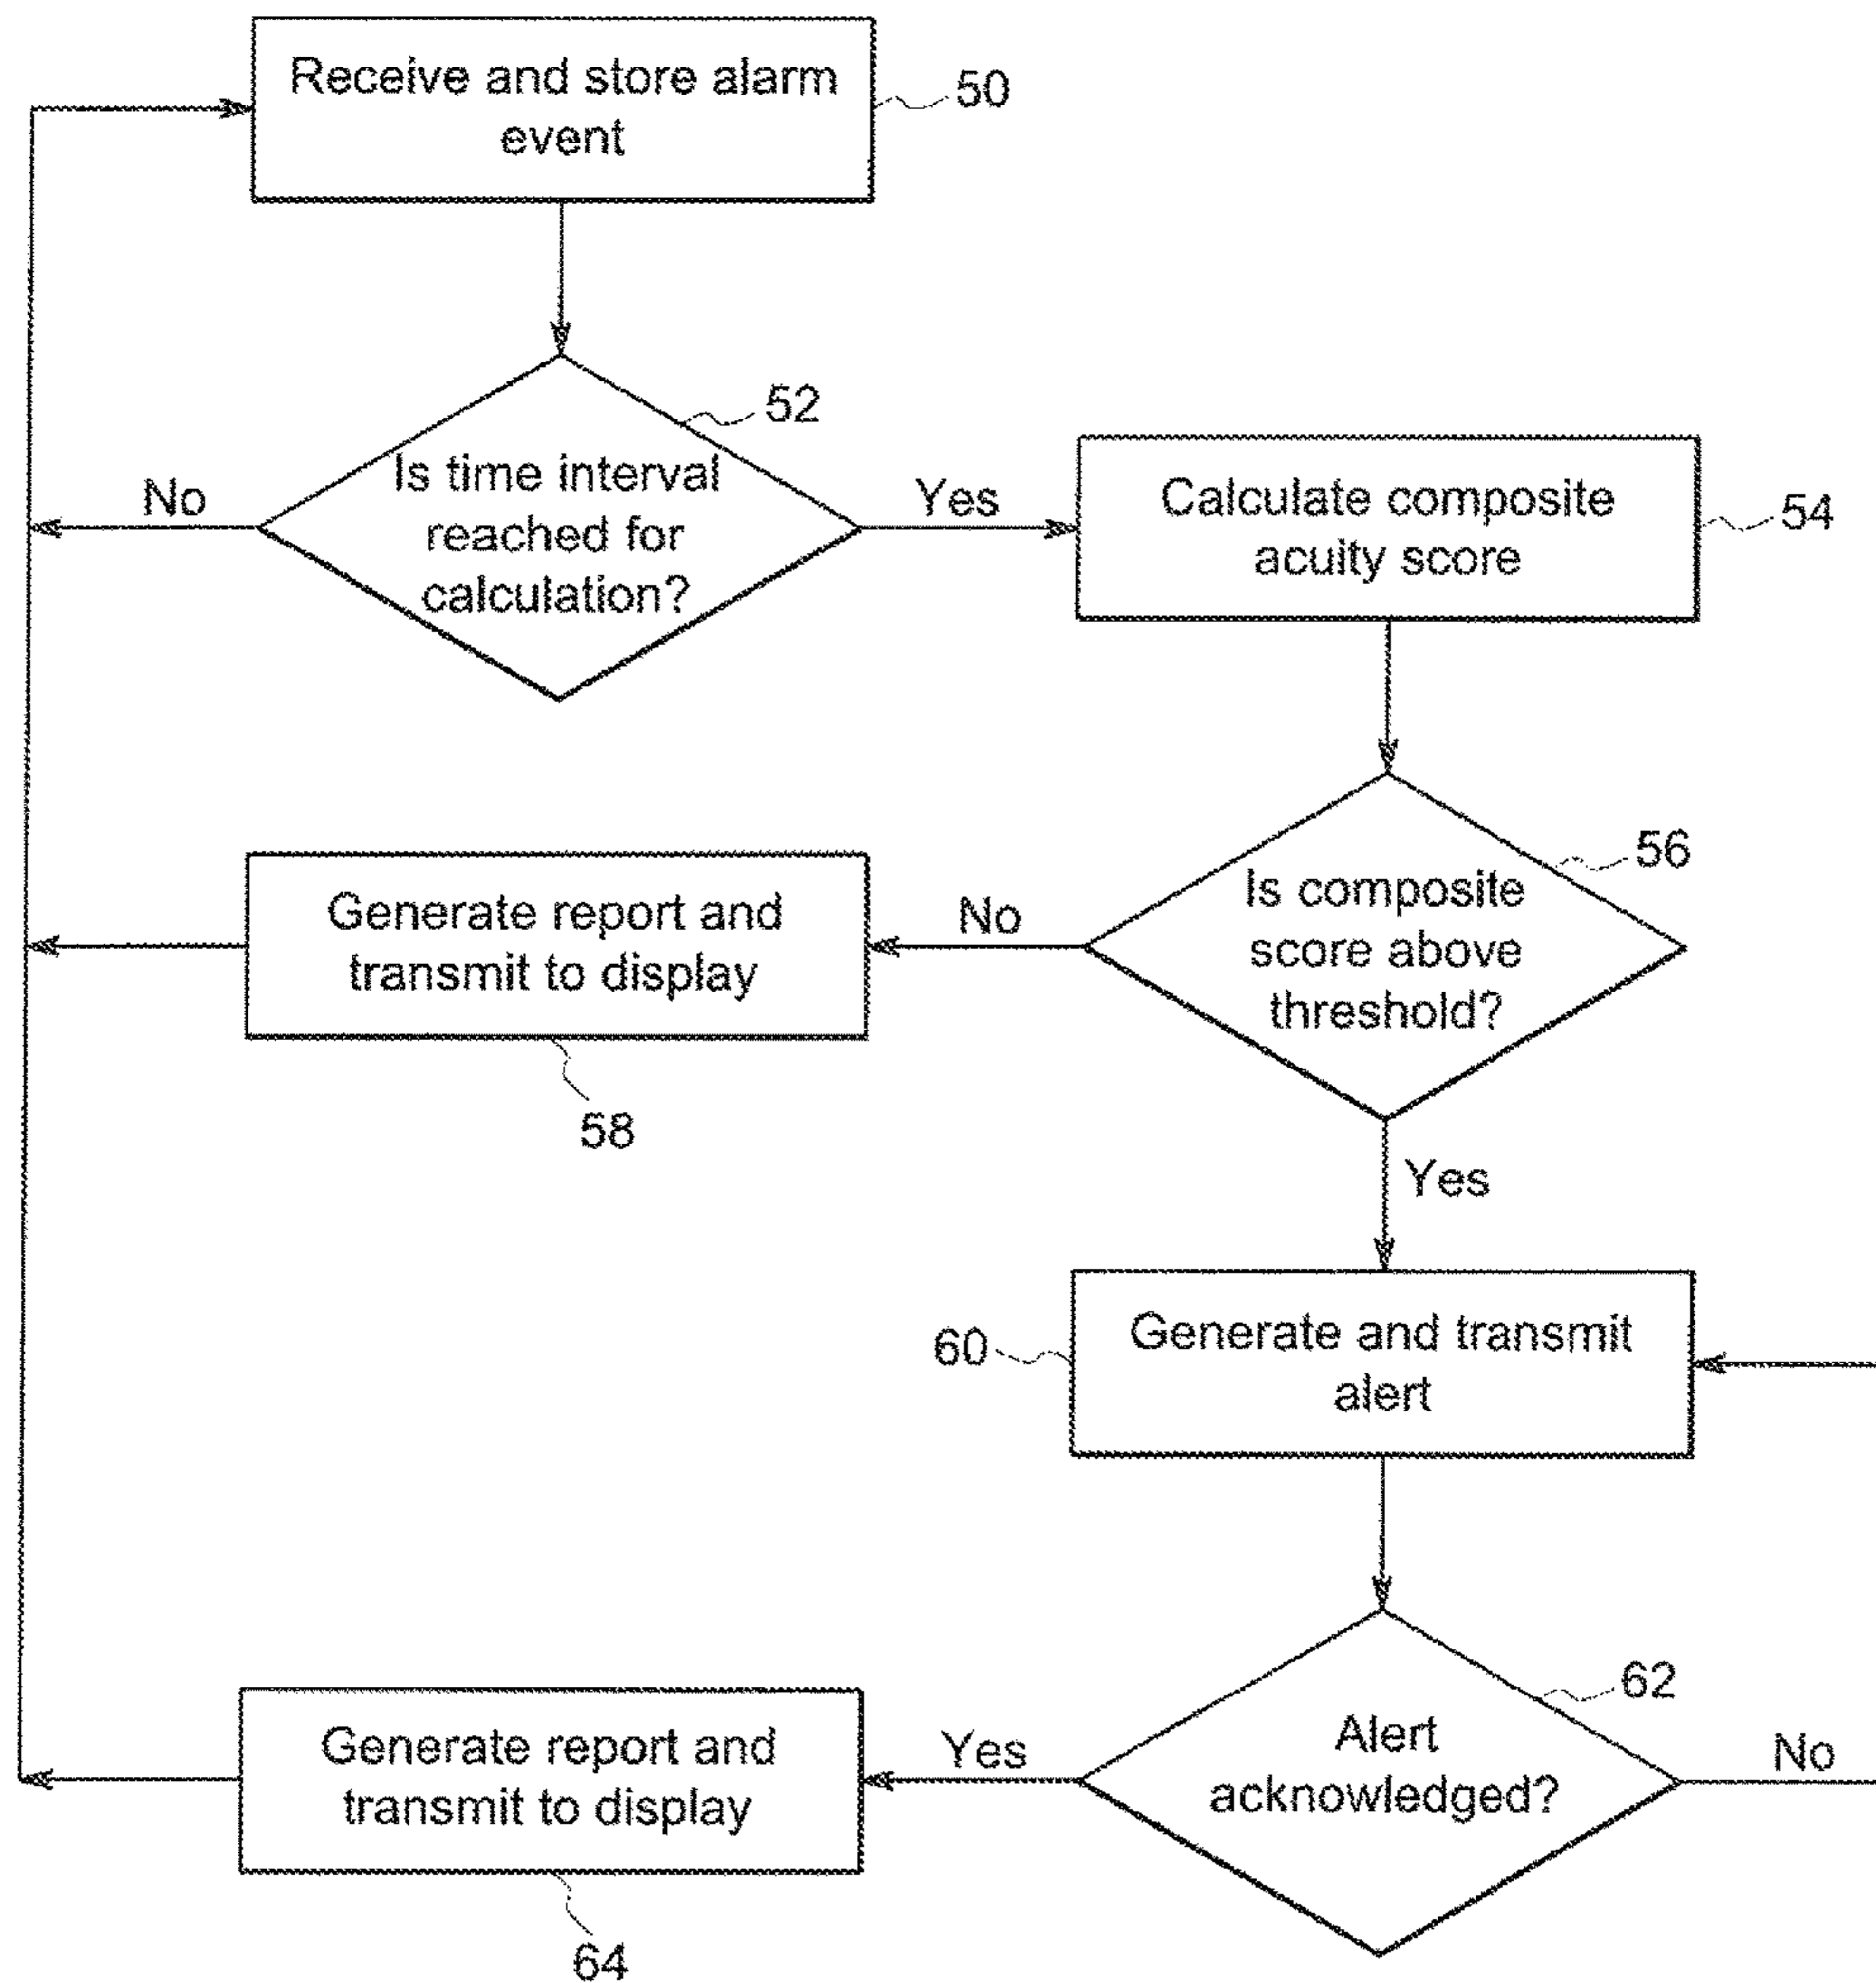 Receive and store alarm
event
50
52
Is time interval
reached for
calculation?
No
Yes
Calculate composite
acuity score
54
56
Is composite
score above
threshold?
No
Generate report and
transmit to display
58
Yes
60
Generate and transmit
alert
62
Alert
acknowledged?
Yes
No
Generate report and
transmit to display
64